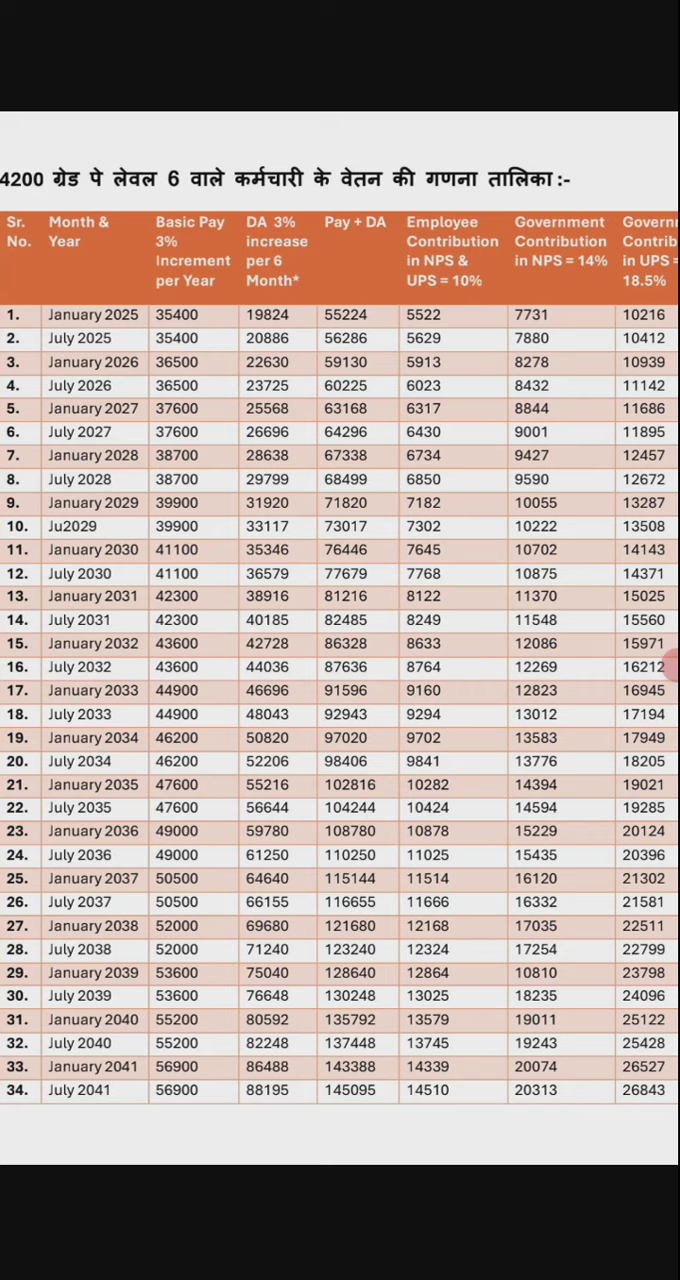 4200 ग्रेड पे लेवल 6 वाले कर्मचारी के वेतन की गणना तालिका :-
Sr. No. Month & Year Basic Pay 3% Increment per Year DA 3% increase per 6 Month* Pay + DA Employee Contribution in NPS & UPS = 10% Government Contribution in NPS = 14% Governm Contrib in UPS = 18.5%
1. January 2025 35400 19824 55224 5522 7731 10216
2. July 2025 35400 20886 56286 5629 7880 10412
3. January 2026 36500 22630 59130 5913 8278 10939
4. July 2026 36500 23725 60225 6023 8432 11142
5. January 2027 37600 25568 63168 6317 8844 11686
6. July 2027 37600 26696 64296 6430 9001 11895
7. January 2028 38700 28638 67338 6734 9427 12457
8. July 2028 38700 29799 68499 6850 9590 12672
9. January 2029 39900 31920 71820 7182 10055 13287
10. Ju2029 39900 33117 73017 7302 10222 13508
11. January 2030 41100 35346 76446 7645 10702 14143
12. July 2030 41100 36579 77679 7768 10875 14371
13. January 2031 42300 38916 81216 8122 11370 15025
14. July 2031 42300 40185 82485 8249 11548 15560
15. January 2032 43600 42728 86328 8633 12086 15971
16. July 2032 43600 44036 87636 8764 12269 16212
17. January 2033 44900 46696 91596 9160 12823 16945
18. July 2033 44900 48043 92943 9294 13012 17194
19. January 2034 46200 50820 97020 9702 13583 17949
20. July 2034 46200 52206 98406 9841 13776 18205
21. January 2035 47600 55216 102816 10282 14394 19021
22. July 2035 47600 56644 104244 10424 14594 19285
23. January 2036 49000 59780 108780 10878 15229 20124
24. July 2036 49000 61250 110250 11025 15435 20396
25. January 2037 50500 64640 115144 11514 16120 21302
26. July 2037 50500 66155 116655 11666 16332 21581
27. January 2038 52000 69680 121680 12168 17035 22511
28. July 2038 52000 71240 123240 12324 17254 22799
29. January 2039 53600 75040 128640 12864 10810 23798
30. July 2039 53600 76648 130248 13025 18235 24096
31. January 2040 55200 80592 135792 13579 19011 25122
32. July 2040 55200 82248 137448 13745 19243 25428
33. January 2041 56900 86488 143388 14339 20074 26527
34. July 2041 56900 88195 145095 14510 20313 26843